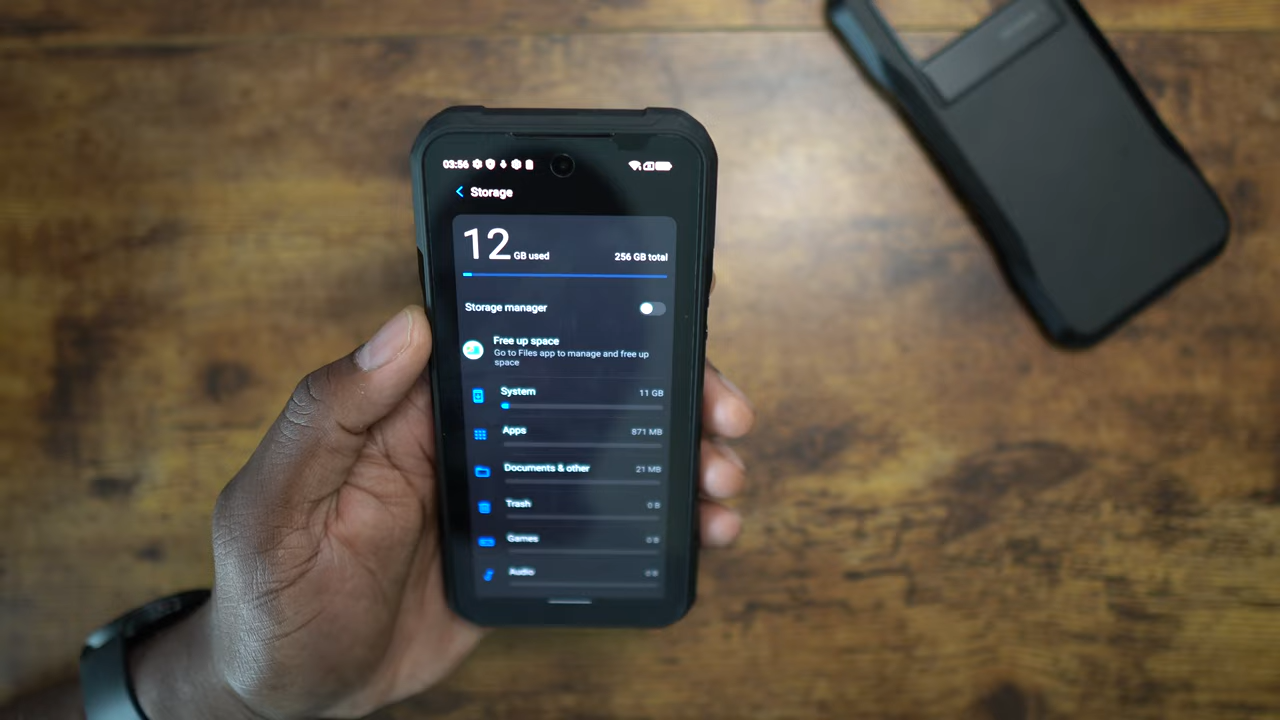 03:56
Storage
12 GB used 256 GB total
Storage manager
Free up space
Go to Files app to manage and free up
space
System 11 GB
Apps 871 MB
Documents & other 21 MB
Trash 0 B
Games 0 B
Audio 0 B